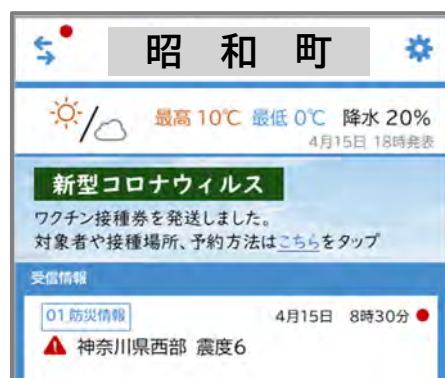 昭和町
最高 10℃ 最低 0℃ 降水 20%
4月15日 18時発表
新型コロナウィルス
ワクチン接種券を発送しました。
対象者や接種場所、予約方法はこちらをタップ
受信情報
01.防災情報 4月15日 8時30分
神奈川県西部 震度6